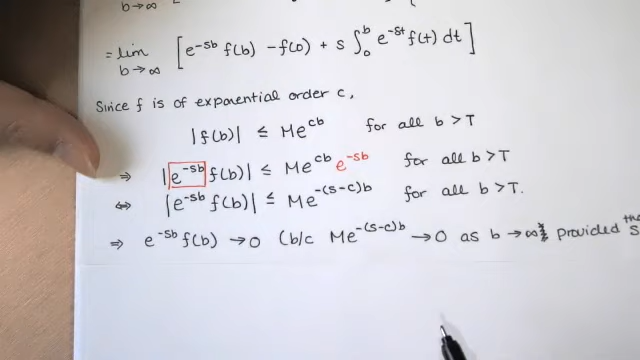 b→∞
= lim [e^-sb f(b) - f(0) + s ∫_0^b e^-st f(t) dt]
b→∞
Since f is of exponential order c,
|f(b)| ≤ Me^cb for all b > T
⇒ |e^-sb f(b)| ≤ Me^cb e^-sb for all b > T
⇔ |e^-sb f(b)| ≤ Me^-(s-c)b for all b > T.
⇒ e^-sb f(b) → 0 (b/c Me^-(s-c)b → 0 as b → ∞ provided